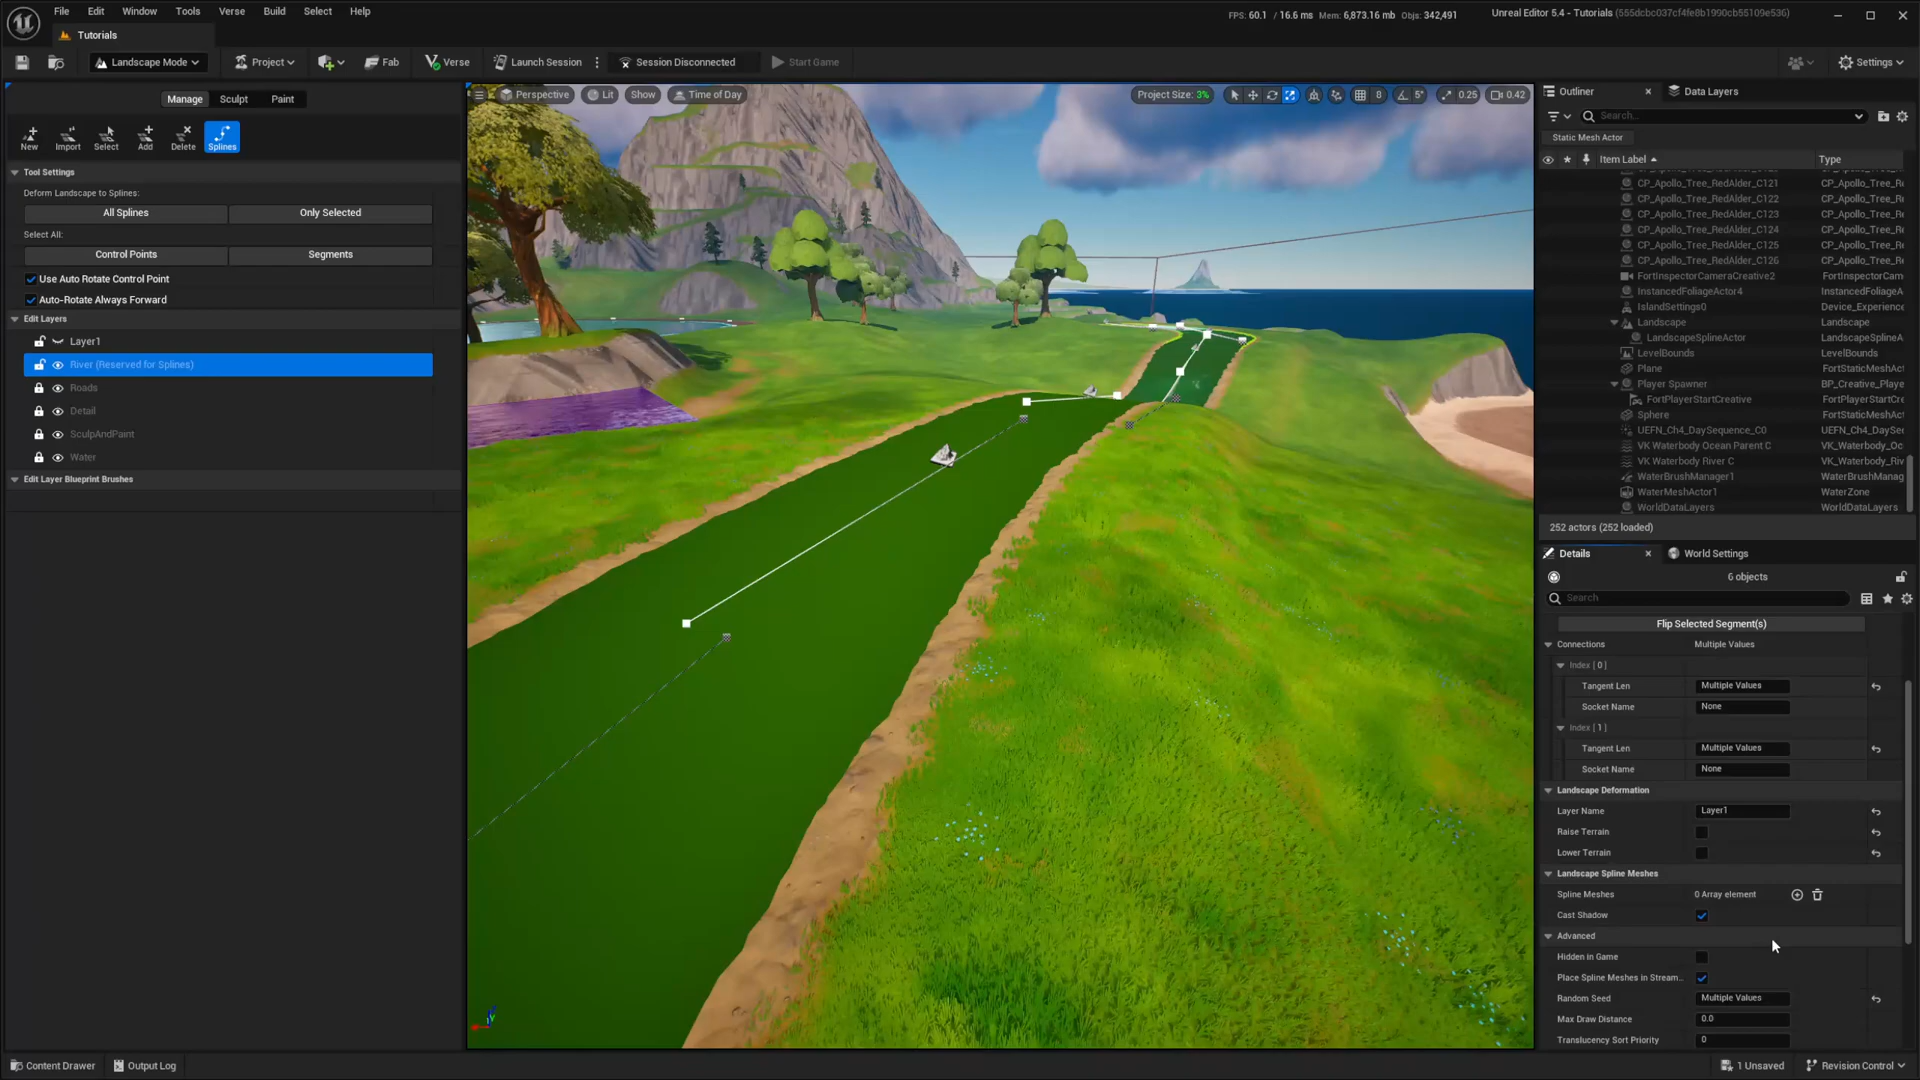 File Edit Window Tools Verse Build Select Help
FPS: 60.1 / 16.6 ms Mem: 6,873.16 mb Objs: 342,491
Unreal Editor 5.4 - Tutorials (555dcbc037cf4fe8b1990cb55109e536)
Tutorials
Landscape Mode Project Fab Verse Launch Session Session Disconnected Start Game Settings
Manage Sculpt Paint
New Import Select Add Delete Splines
Tool Settings
Deform Landscape to Splines:
All Splines Only Selected
Select All:
Control Points Segments
Use Auto Rotate Control Point
Auto-Rotate Always Forward
Edit Layers
Layer1
River (Reserved for Splines)
Roads
Detail
SculpAndPaint
Water
Edit Layer Blueprint Brushes
Perspective Lit Show Time of Day
Project Size: 3% 8 5° 0.25 0.42
Outliner Data Layers
Search...
Static Mesh Actor
Item Label Type
CP_Apollo_Tree_RedAlder_C121 CP_Apollo_Tree_Re
CP_Apollo_Tree_RedAlder_C122 CP_Apollo_Tree_Re
CP_Apollo_Tree_RedAlder_C123 CP_Apollo_Tree_Re
CP_Apollo_Tree_RedAlder_C124 CP_Apollo_Tree_Re
CP_Apollo_Tree_RedAlder_C125 CP_Apollo_Tree_Re
CP_Apollo_Tree_RedAlder_C126 CP_Apollo_Tree_Re
FortInspectorCameraCreative2 FortInspectorCam
InstancedFoliageActor4 InstancedFoliageA
IslandSettings0 Device_Experience
Landscape Landscape
LandscapeSplineActor LandscapeSplineA
LevelBounds LevelBounds
Plane FortStaticMeshAct
Player Spawner BP_Creative_Playe
FortPlayerStartCreative FortPlayerStartCre
Sphere FortStaticMeshAct
UEFN_Ch4_DaySequence_C0 UEFN_Ch4_DaySeq
VK Waterbody Ocean Parent C VK_Waterbody_Oc
VK Waterbody River C VK_Waterbody_Riv
WaterBrushManager1 WaterBrushManag
WaterMeshActor1 WaterZone
WorldDataLayers WorldDataLayers
252 actors (252 loaded)
Details World Settings
6 objects
Search
Flip Selected Segment(s)
Connections Multiple Values
Index [ 0 ]
Tangent Len Multiple Values
Socket Name None
Index [ 1 ]
Tangent Len Multiple Values
Socket Name None
Landscape Deformation
Layer Name Layer1
Raise Terrain
Lower Terrain
Landscape Spline Meshes
Spline Meshes 0 Array element
Cast Shadow
Advanced
Hidden in Game
Place Spline Meshes in Stream...
Random Seed Multiple Values
Max Draw Distance 0.0
Translucency Sort Priority 0
Content Drawer Output Log 1 Unsaved Revision Control